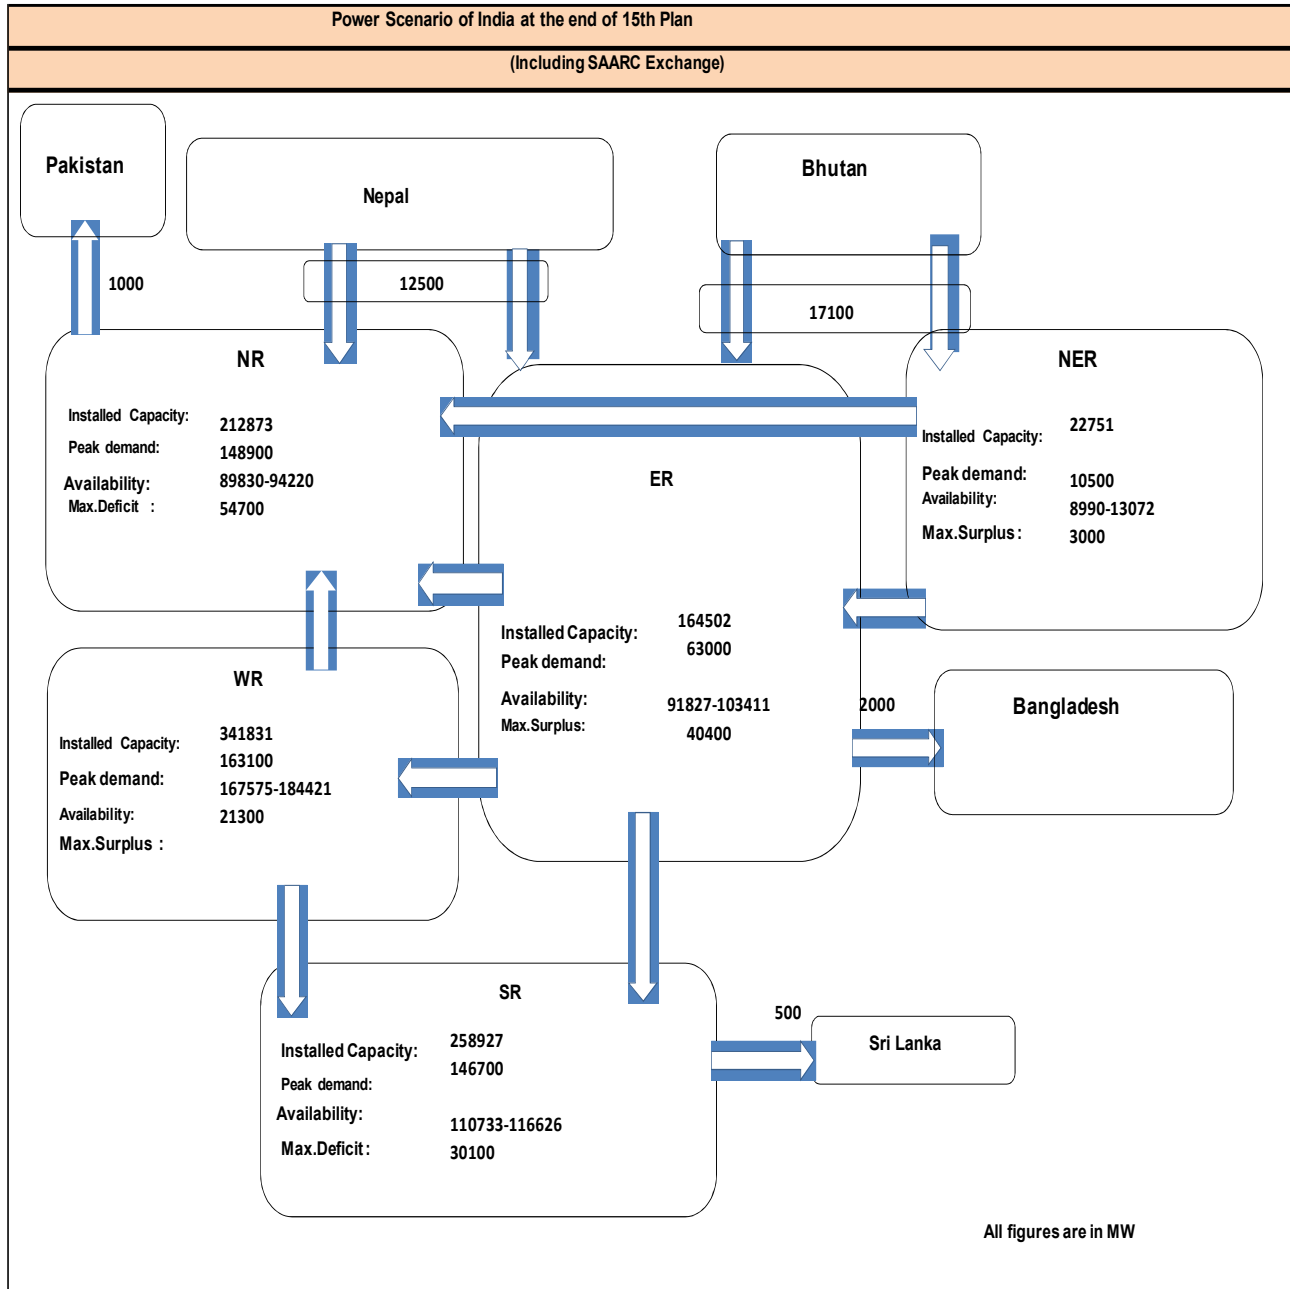 Power Scenario of India at the end of 15th Plan
(Including SAARC Exchange)
Pakistan
Nepal
Bhutan
1000
12500
17100
NR
Installed Capacity: 212873
Peak demand: 148900
Availability: 89830-94220
Max.Deficit : 54700
NER
Installed Capacity: 22751
Peak demand: 10500
Availability: 8990-13072
Max.Surplus : 3000
ER
Installed Capacity: 164502
Peak demand: 63000
Availability: 91827-103411
Max.Surplus: 40400
2000
Bangladesh
WR
Installed Capacity: 341831
163100
Peak demand: 167575-184421
Availability: 21300
Max.Surplus :
SR
Installed Capacity: 258927
Peak demand: 146700
Availability: 110733-116626
Max.Deficit : 30100
500
Sri Lanka
All figures are in MW